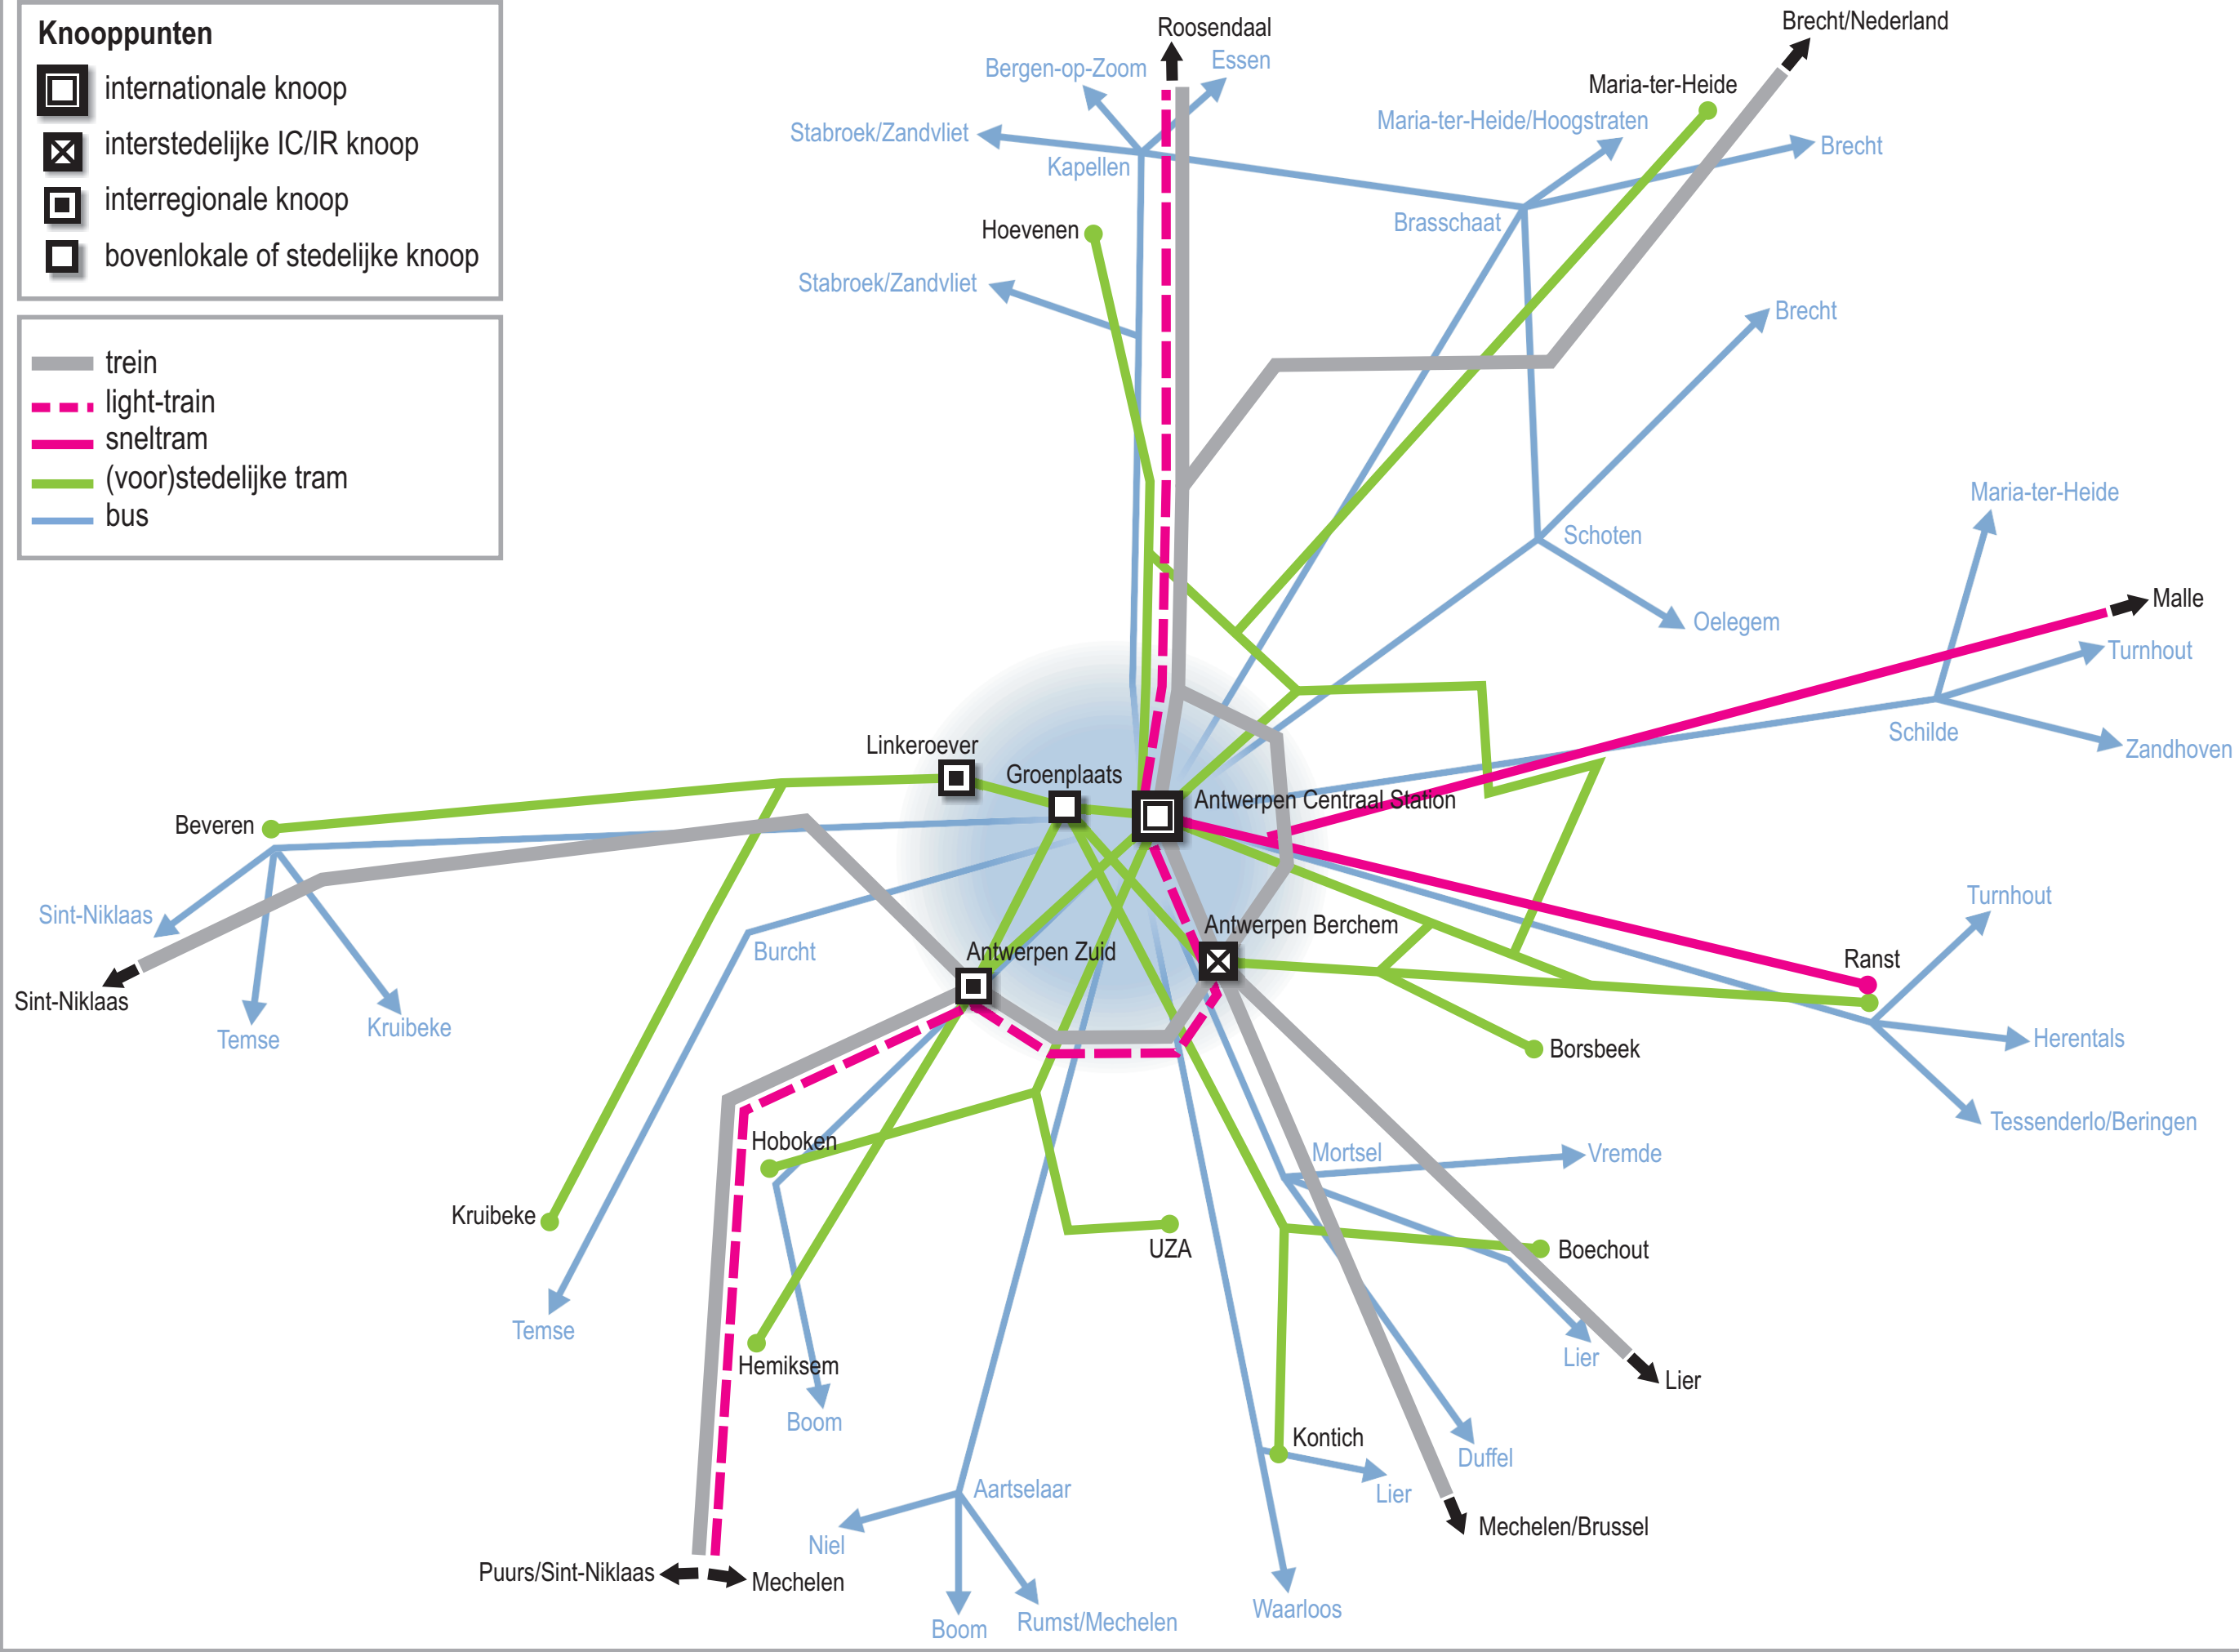 Knooppunten
internationale knoop
interstedelijke IC/IR knoop
interregionale knoop
bovenlokale of stedelijke knoop
trein
light-train
sneltram
(voor)stedelijke tram
bus
Roosendaal
Brecht/Nederland
Bergen-op-Zoom
Essen
Maria-ter-Heide
Stabroek/Zandvliet
Maria-ter-Heide/Hoogstraten
Brecht
Kapellen
Brasschaat
Hoevenen
Stabroek/Zandvliet
Brecht
Maria-ter-Heide
Schoten
Malle
Oelegem
Turnhout
Schilde
Zandhoven
Linkeroever
Groenplaats
Antwerpen Centraal Station
Beveren
Sint-Niklaas
Turnhout
Antwerpen Berchem
Burcht
Antwerpen Zuid
Ranst
Sint-Niklaas
Temse
Kruibeke
Herentals
Borsbeek
Tessenderlo/Beringen
Hoboken
Mortsel
Vremde
Kruibeke
UZA
Boechout
Temse
Hemiksem
Lier
Lier
Boom
Kontich
Duffel
Aartselaar
Lier
Mechelen/Brussel
Niel
Puurs/Sint-Niklaas
Mechelen
Waarloos
Boom
Rumst/Mechelen